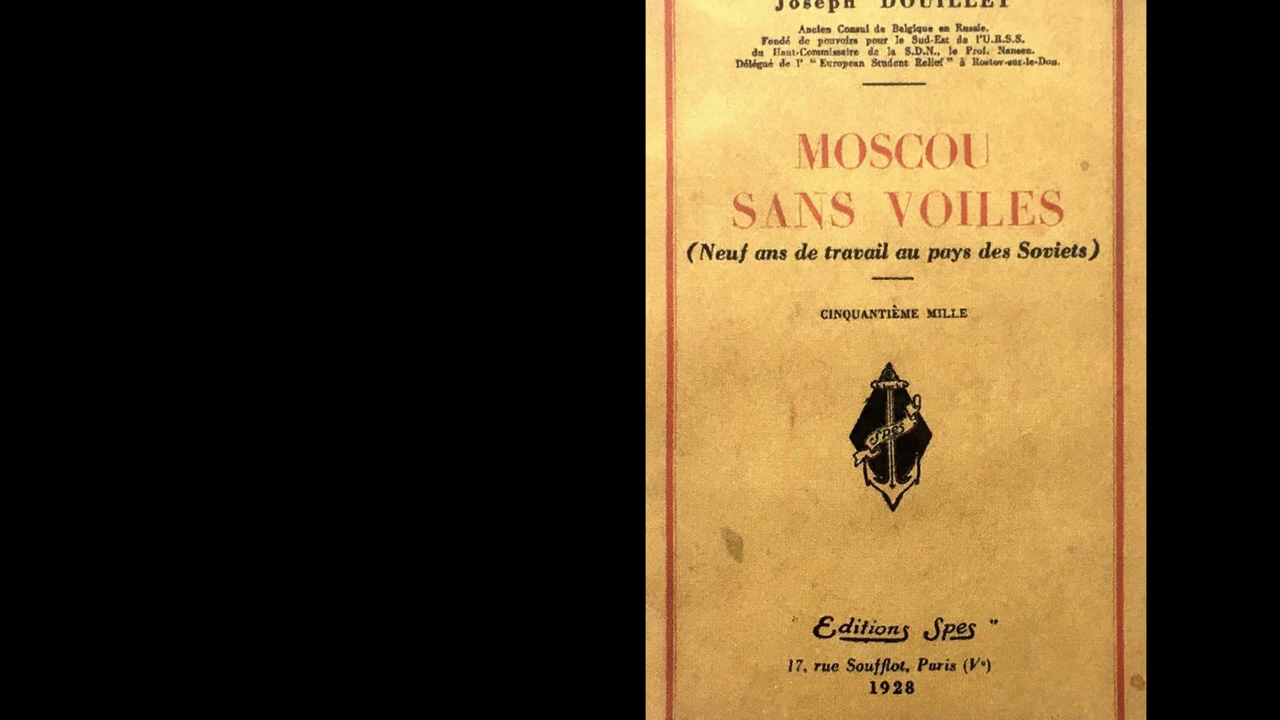 Joseph DOUILLET
Ancien Consul de Belgique en Russie.
Fondé de pouvoirs pour le Sud-Est de l'U.R.S.S.
du Haut-Commissaire de la S.D.N., le Prof. Nansen.
Délégué de l' " European Student Relief " à Rostov-sur-le-Don.
MOSCOU
SANS VOILES
(Neuf ans de travail au pays des Soviets)
CINQUANTIÈME MILLE
Spes
Editions Spes "
17, rue Soufflot, Paris (Ve)
1928